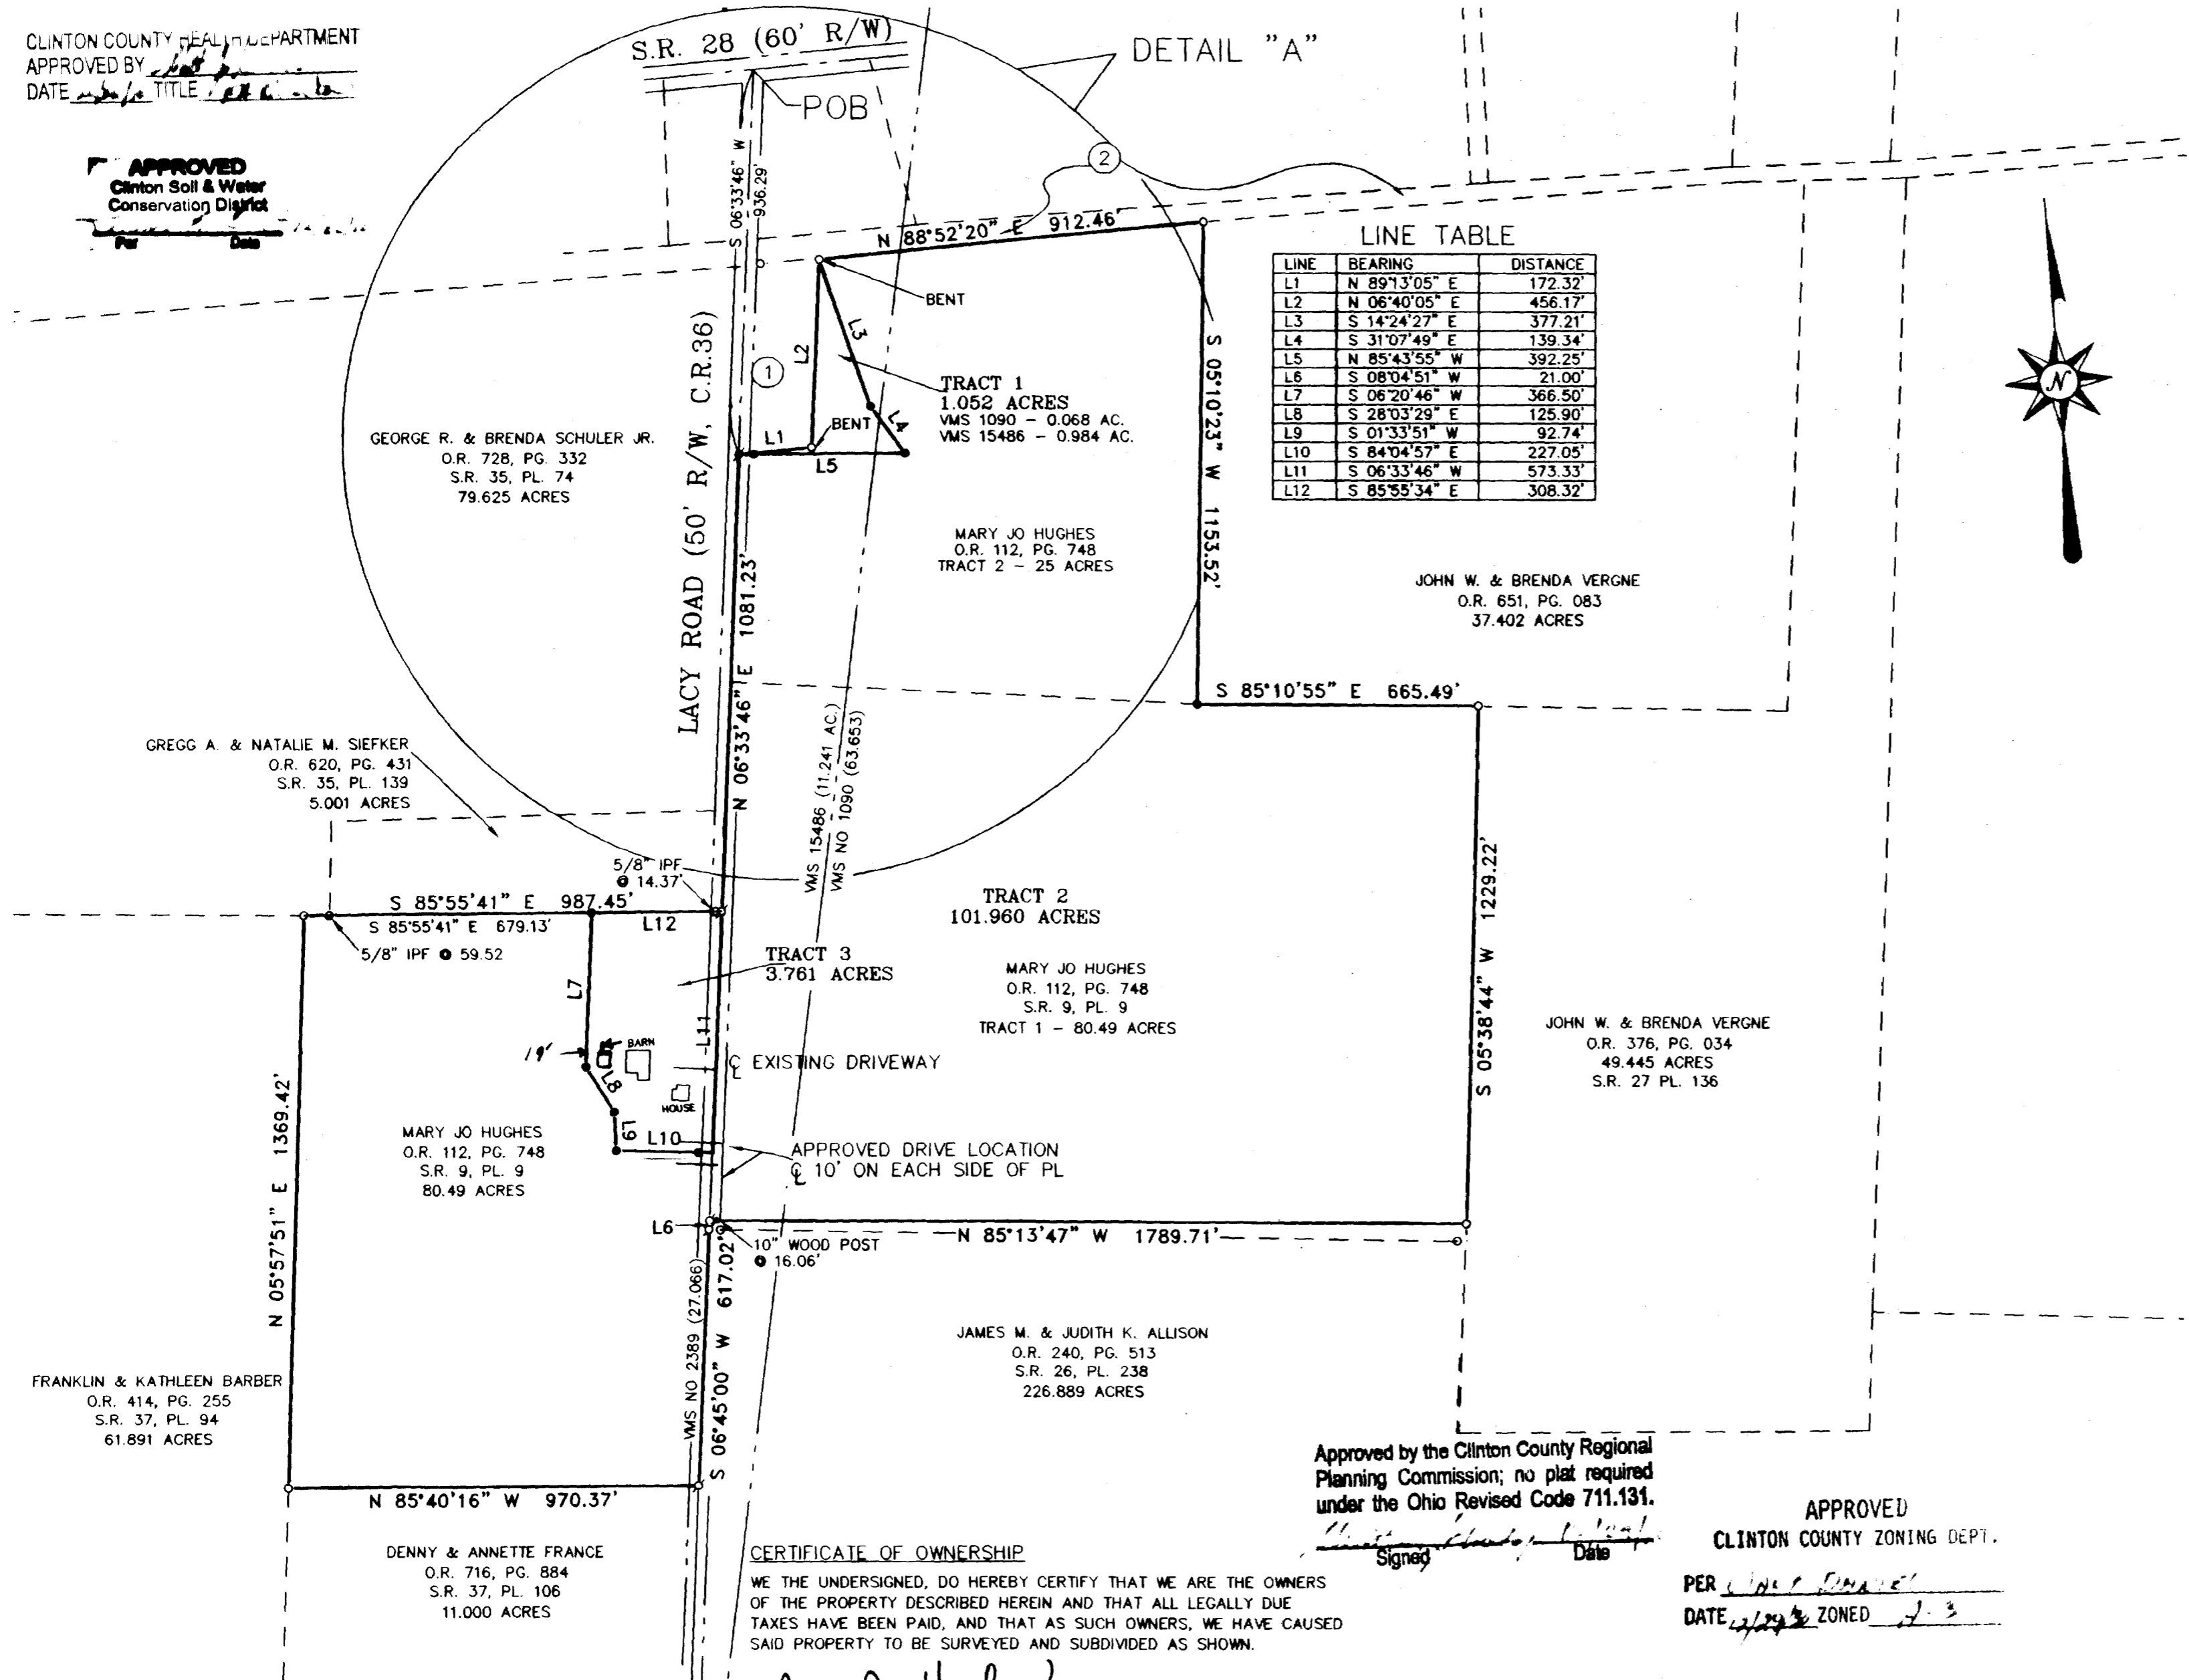 CLINTON COUNTY HEALTH DEPARTMENT
APPROVED BY
DATE TITLE
APPROVED
Clinton Soil & Water
Conservation District
Per Date
S.R. 28 (60' R/W)
POB
DETAIL "A"
2
S 06°33'46" W
936.29'
N 88°52'20" E 912.46'
BENT
L3
L2
1
L4
BENT
L1
L5
TRACT 1
1.052 ACRES
VMS 1090 - 0.068 AC.
VMS 15486 - 0.984 AC.
LINE TABLE
LINE BEARING DISTANCE
L1 N 89°13'05" E 172.32'
L2 N 06°40'05" E 456.17'
L3 S 14°24'27" E 377.21'
L4 S 31°07'49" E 139.34'
L5 N 85°43'55" W 392.25'
L6 S 08°04'51" W 21.00'
L7 S 06°20'46" W 366.50'
L8 S 28°03'29" E 125.90'
L9 S 01°33'51" W 92.74'
L10 S 84°04'57" E 227.05'
L11 S 06°33'46" W 573.33'
L12 S 85°55'34" E 308.32'
N
GEORGE R. & BRENDA SCHULER JR.
O.R. 728, PG. 332
S.R. 35, PL. 74
79.625 ACRES
LACY ROAD (50' R/W, C.R.36)
N 06°33'46" E 1081.23'
MARY JO HUGHES
O.R. 112, PG. 748
TRACT 2 - 25 ACRES
S 05°10'23" W 1153.52'
JOHN W. & BRENDA VERGNE
O.R. 651, PG. 083
37.402 ACRES
S 85°10'55" E 665.49'
GREGG A. & NATALIE M. SIEFKER
O.R. 620, PG. 431
S.R. 35, PL. 139
5.001 ACRES
VMS 15486 (11.241 AC.)
VMS NO 1090 (63.653)
5/8" IPF
@ 14.37'
S 85°55'41" E 987.45'
S 85°55'41" E 679.13'
L12
5/8" IPF @ 59.52
TRACT 2
101.960 ACRES
TRACT 3
3.761 ACRES
MARY JO HUGHES
O.R. 112, PG. 748
S.R. 9, PL. 9
TRACT 1 - 80.49 ACRES
S 05°38'44" W 1229.22'
JOHN W. & BRENDA VERGNE
O.R. 376, PG. 034
49.445 ACRES
S.R. 27 PL. 136
L7
L11
19'
BARN
L8
HOUSE
L9
L10
℄ EXISTING DRIVEWAY
APPROVED DRIVE LOCATION
℄ 10' ON EACH SIDE OF PL
MARY JO HUGHES
O.R. 112, PG. 748
S.R. 9, PL. 9
80.49 ACRES
N 05°57'51" E 1369.42'
L6
10" WOOD POST
@ 16.06'
N 85°13'47" W 1789.71'
VMS NO 2389 (27.066)
S 06°45'00" W 617.02'
JAMES M. & JUDITH K. ALLISON
O.R. 240, PG. 513
S.R. 26, PL. 238
226.889 ACRES
FRANKLIN & KATHLEEN BARBER
O.R. 414, PG. 255
S.R. 37, PL. 94
61.891 ACRES
N 85°40'16" W 970.37'
DENNY & ANNETTE FRANCE
O.R. 716, PG. 884
S.R. 37, PL. 106
11.000 ACRES
CERTIFICATE OF OWNERSHIP
WE THE UNDERSIGNED, DO HEREBY CERTIFY THAT WE ARE THE OWNERS
OF THE PROPERTY DESCRIBED HEREIN AND THAT ALL LEGALLY DUE
TAXES HAVE BEEN PAID, AND THAT AS SUCH OWNERS, WE HAVE CAUSED
SAID PROPERTY TO BE SURVEYED AND SUBDIVIDED AS SHOWN.
Approved by the Clinton County Regional
Planning Commission; no plat required
under the Ohio Revised Code 711.131.
Signed Date
APPROVED
CLINTON COUNTY ZONING DEPT.
PER
DATE ZONED